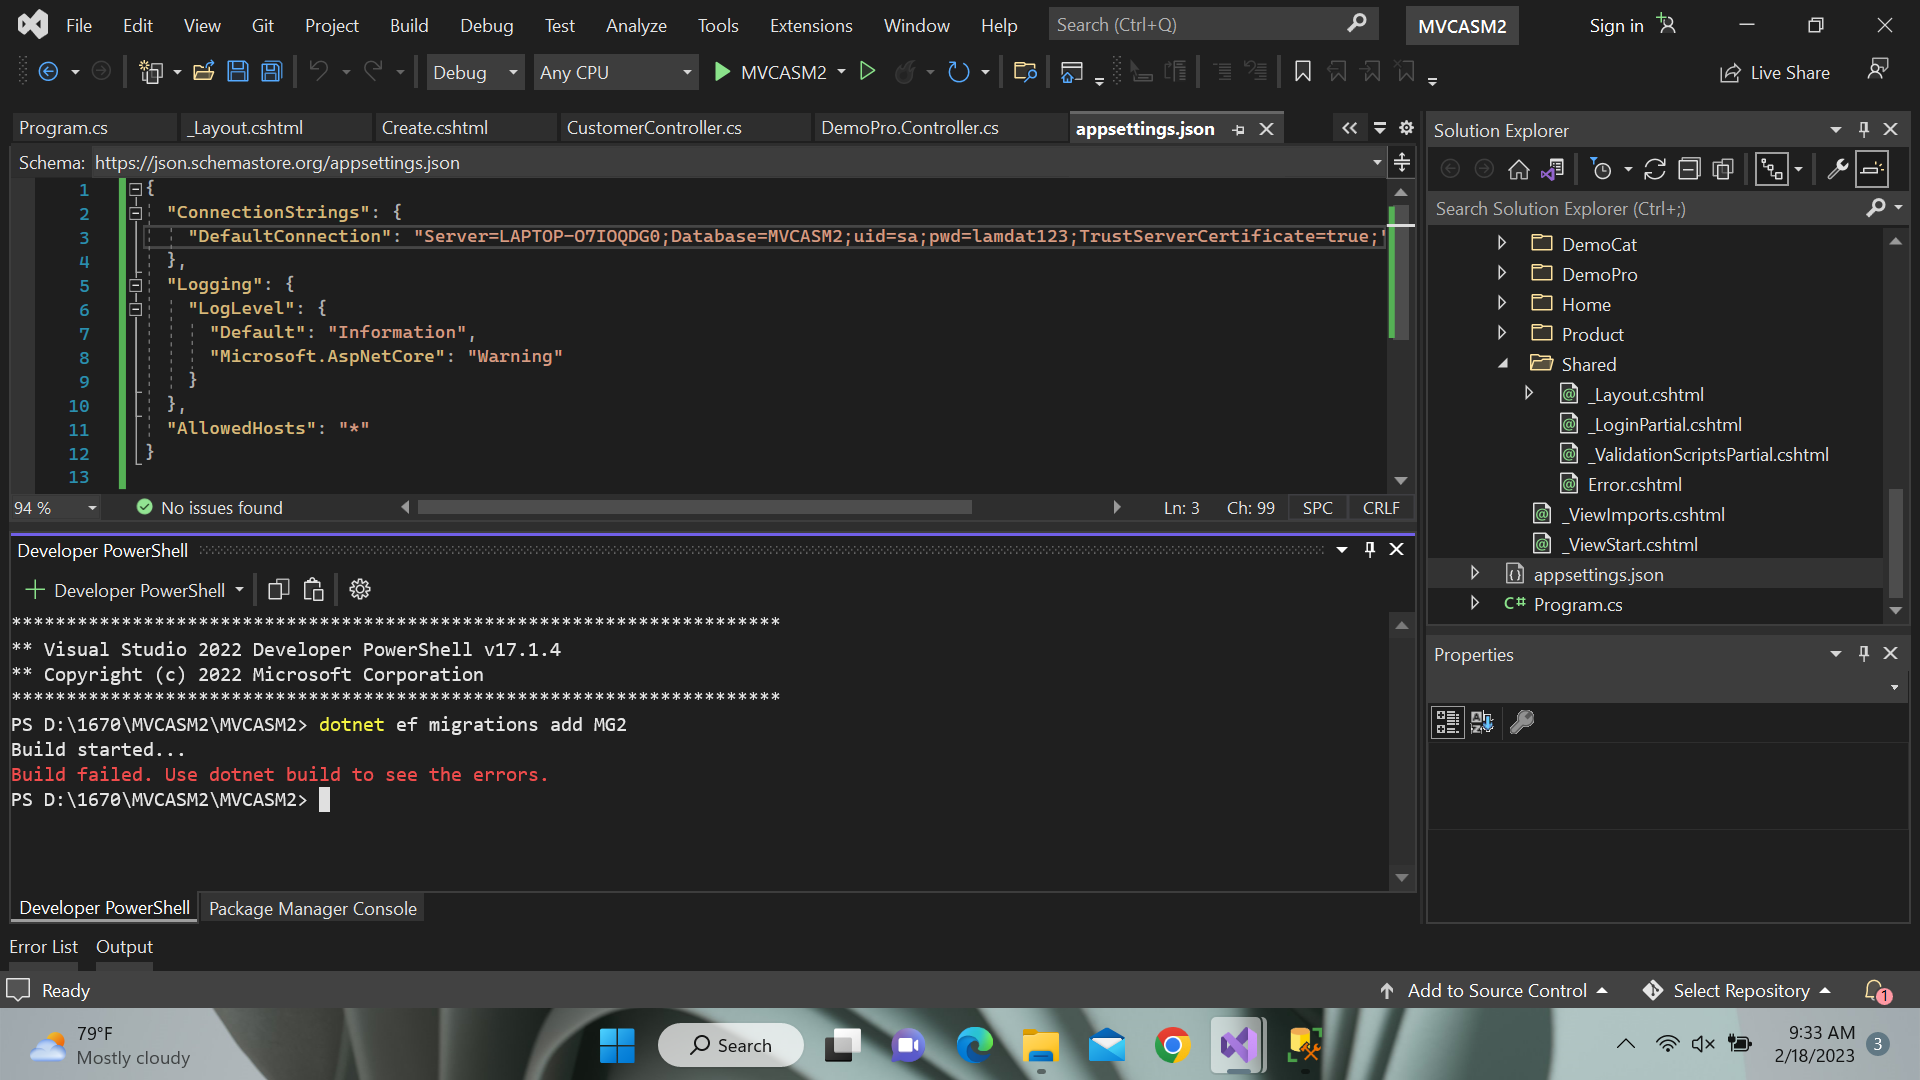 File Edit View Git Project Build Debug Test Analyze Tools Extensions Window Help Search (Ctrl+Q) MVCASM2 Sign in
Debug Any CPU MVCASM2 Live Share
Program.cs _Layout.cshtml Create.cshtml CustomerController.cs DemoPro.Controller.cs appsettings.json
Schema: https://json.schemastore.org/appsettings.json
1 {
2 "ConnectionStrings": {
3 "DefaultConnection": "Server=LAPTOP-O7IOQDG0;Database=MVCASM2;uid=sa;pwd=lamdat123;TrustServerCertificate=true;"
4 },
5 "Logging": {
6 "LogLevel": {
7 "Default": "Information",
8 "Microsoft.AspNetCore": "Warning"
9 }
10 },
11 "AllowedHosts": "*"
12 }
13
94 % No issues found Ln: 3 Ch: 99 SPC CRLF
Developer PowerShell
Developer PowerShell
***********************************************************************
** Visual Studio 2022 Developer PowerShell v17.1.4
** Copyright (c) 2022 Microsoft Corporation
***********************************************************************
PS D:\1670\MVCASM2\MVCASM2> dotnet ef migrations add MG2
Build started...
Build failed. Use dotnet build to see the errors.
PS D:\1670\MVCASM2\MVCASM2>
Developer PowerShell Package Manager Console
Error List Output
Solution Explorer
Search Solution Explorer (Ctrl+;)
DemoCat
DemoPro
Home
Product
Shared
_Layout.cshtml
_LoginPartial.cshtml
_ValidationScriptsPartial.cshtml
Error.cshtml
_ViewImports.cshtml
_ViewStart.cshtml
appsettings.json
C# Program.cs
Properties
Ready Add to Source Control Select Repository 1
79°F
Mostly cloudy
Search
9:33 AM
2/18/2023
3